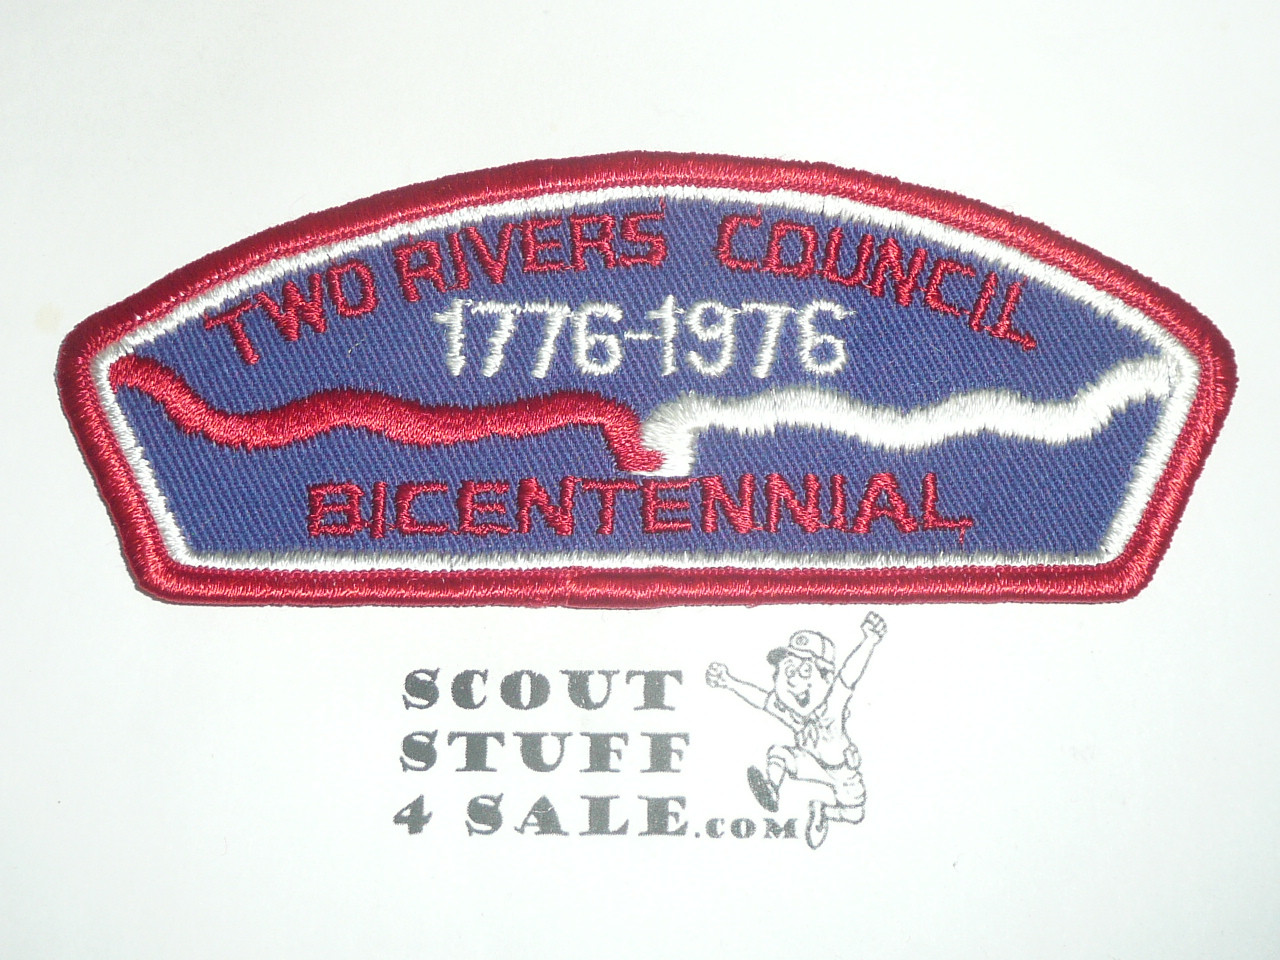 TWO RIVERS COUNCIL
1776-1976
BICENTENNIAL
SCOUT
STUFF
4 SALE.COM